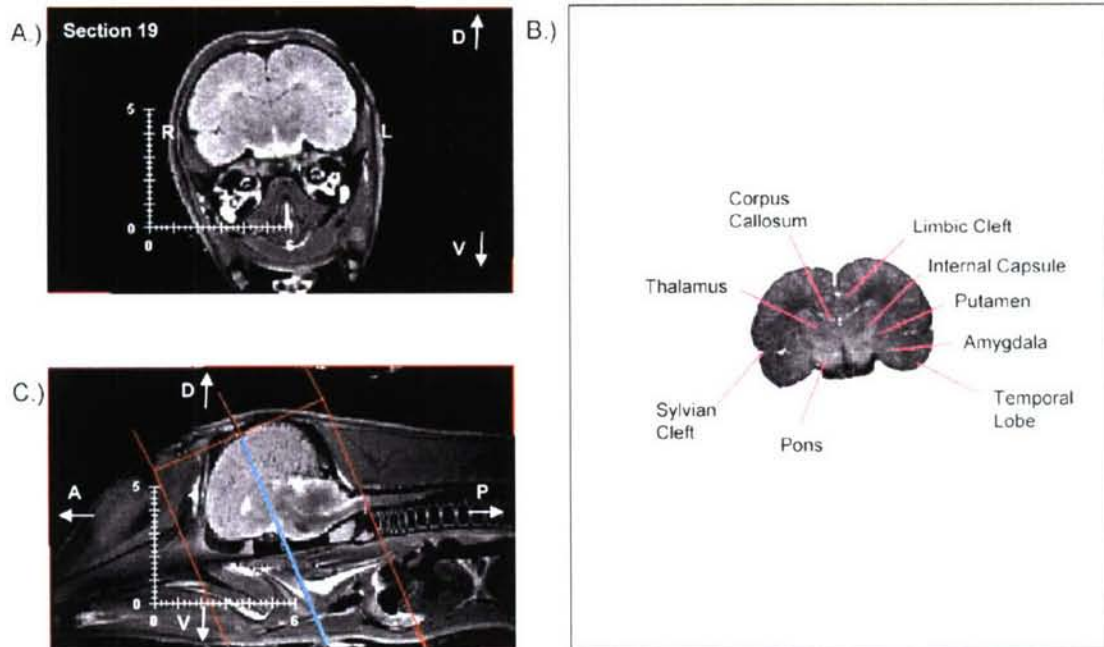 A.)
Section 19
D
5
R
L
0
0
6
V
B.)
Corpus
Callosum
Limbic Cleft
Internal Capsule
Thalamus
Putamen
Amygdala
Temporal
Lobe
Sylvian
Cleft
Pons
C.)
D
A
5
P
0
0
V
- 6